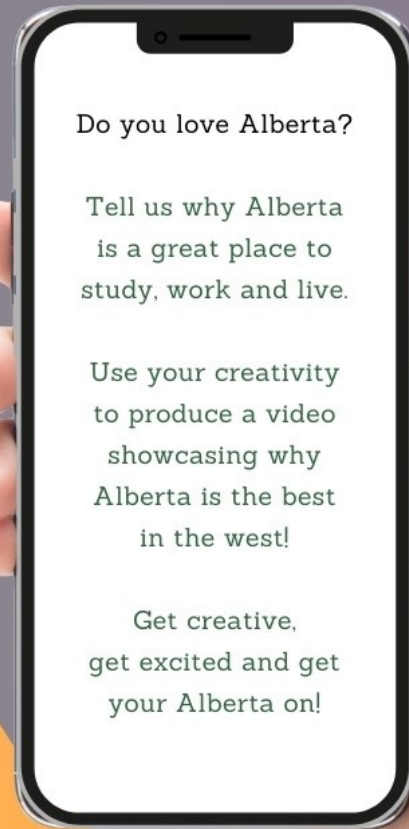 Do you love Alberta?
Tell us why Alberta
is a great place to
study, work and live.
Use your creativity
to produce a video
showcasing why
Alberta is the best
in the west!
Get creative,
get excited and get
your Alberta on!